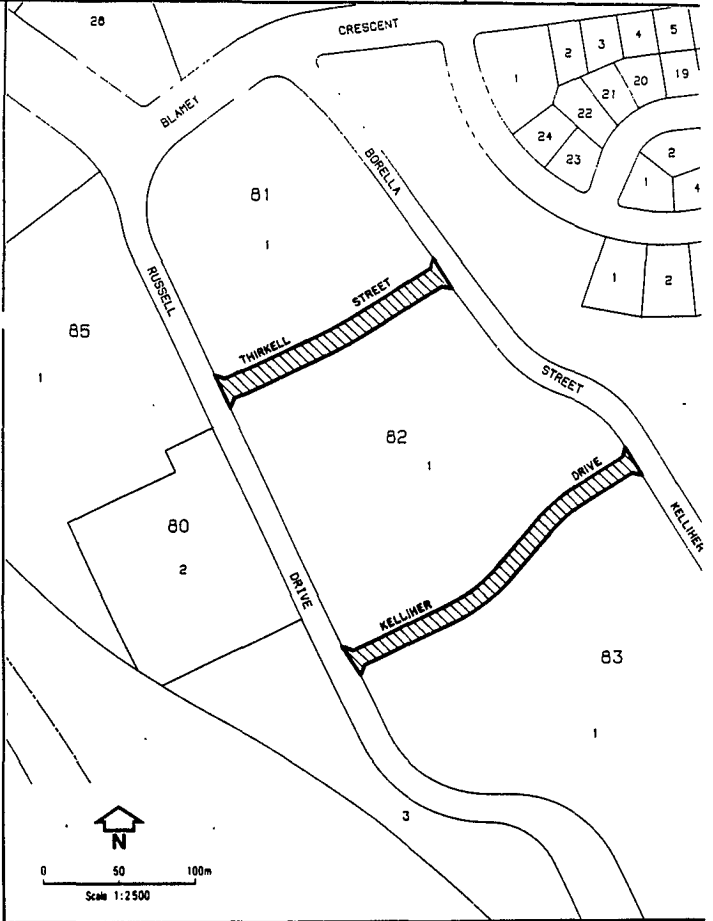 28
CRESCENT
BLAMEY
1
2
3
4
5
19
20
21
22
24
23
2
1
4
1
2
BORELLA
81
1
RUSSELL
THIRKELL STREET
85
1
STREET
82
1
DRIVE
KELLIHER
80
2
DRIVE
KELLIHER
83
1
3
N
0 50 100m
Scale 1:2500